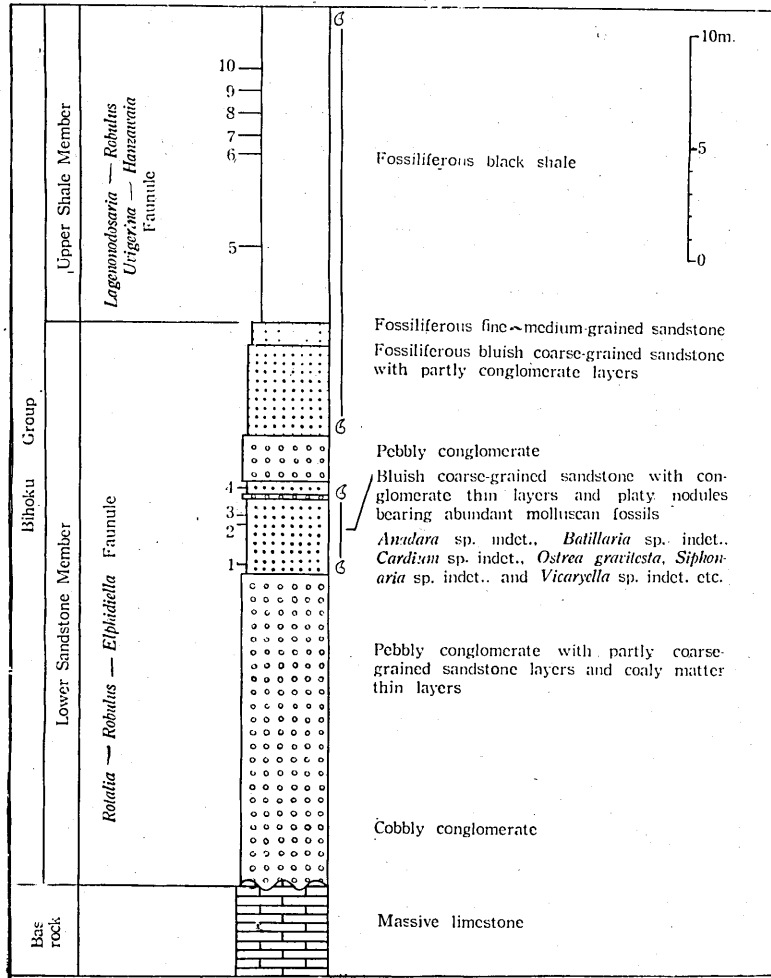 Bihoku Group
Upper Shale Member
Lower Sandstone Member
Bas rock
Lagenonodosaria — Robulus
Uvigerina — Hanzawaia
Faunule
Rotalia — Robulus — Elphidiella Faunule
10
9
8
7
6
5
4
3
2
1
10m.
5
0
Fossiliferous black shale
Fossiliferous fine~medium-grained sandstone
Fossiliferous bluish coarse-grained sandstone
with partly conglomerate layers
Pebbly conglomerate
Bluish coarse-grained sandstone with con-
glomerate thin layers and platy nodules
bearing abundant molluscan fossils
Anadara sp. indet., Batillaria sp. indet.,
Cardium sp. indet., Ostrea gravitesta, Siphon-
aria sp. indet.. and Vicaryella sp. indet. etc.
Pebbly conglomerate with partly coarse-
grained sandstone layers and coaly matter
thin layers
Cobbly conglomerate
Massive limestone